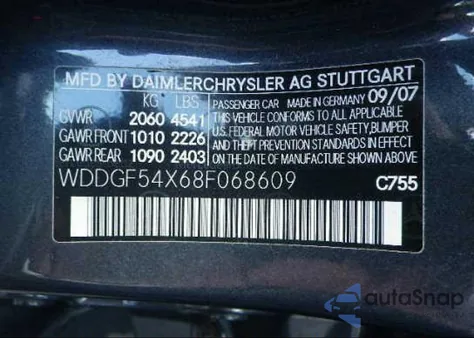 MFD BY DAIMLERCHRYSLER AG STUTTGART
KG LBS
GVWR 2060 4541
GAWR FRONT 1010 2226
GAWR REAR 1090 2403
PASSENGER CAR MADE IN GERMANY 09/07
THIS VEHICLE CONFORMS TO ALL APPLICABLE
U.S. FEDERAL MOTOR VEHICLE SAFETY, BUMPER
AND THEFT PREVENTION STANDARDS IN EFFECT
ON THE DATE OF MANUFACTURE SHOWN ABOVE
WDDGF54X68F068609 C755
autoSnap